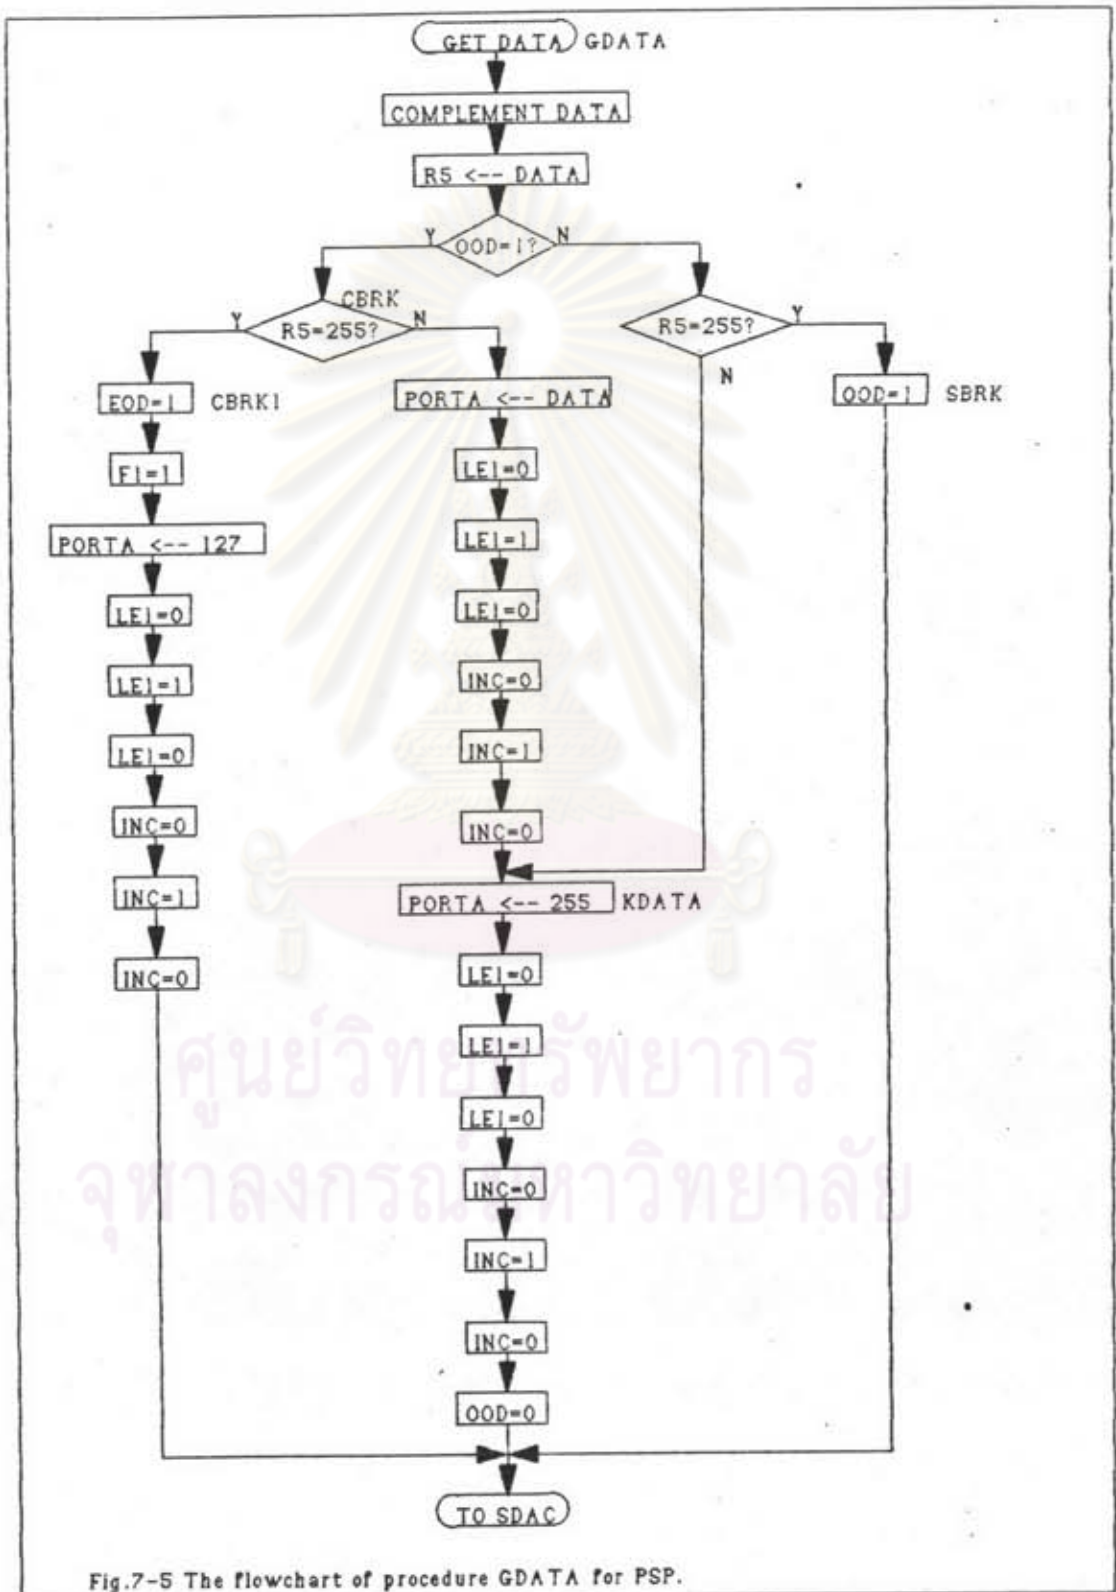 GET DATA GDATA
COMPLEMENT DATA
R5 <-- DATA
Y OOD=1? N
CBRK
Y R5=255? N
R5=255? Y
N
EOD=1 CBRK1
PORTA <-- DATA
OOD=1 SBRK
F1=1
PORTA <-- 127
LE1=0
LE1=1
LE1=0
INC=0
INC=1
INC=0
LE1=0
LE1=1
LE1=0
INC=0
INC=1
INC=0
PORTA <-- 255 KDATA
LE1=0
LE1=1
LE1=0
INC=0
INC=1
INC=0
OOD=0
TO SDAC
ศูนย์วิทยทรัพยากร
จุฬาลงกรณ์มหาวิทยาลัย
Fig.7-5 The flowchart of procedure GDATA for PSP.